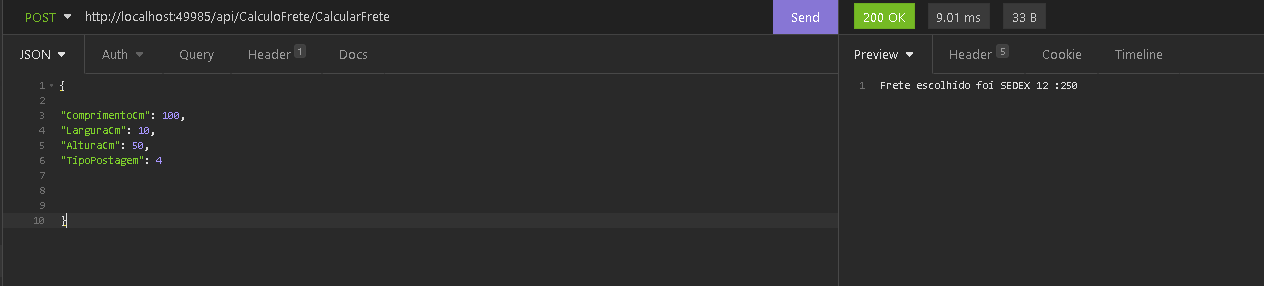 POST http://localhost:49985/api/CalculoFrete/CalcularFrete Send 200 OK 9.01 ms 33 B
JSON Auth Query Header 1 Docs Preview Header 5 Cookie Timeline
1 {
2
3 "ComprimentoCm": 100,
4 "LarguraCm": 10,
5 "AlturaCm": 50,
6 "TipoPostagem": 4
7
8
9
10 }
1 Frete escolhido foi SEDEX 12 :250